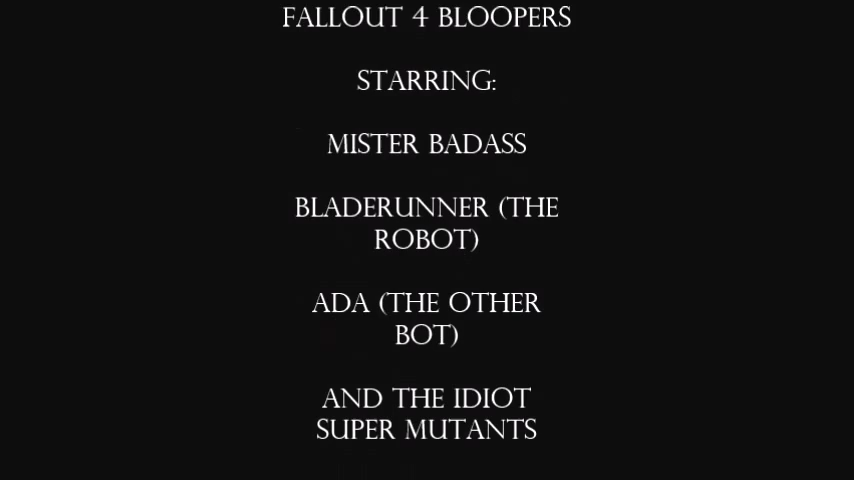 FALLOUT 4 BLOOPERS
STARRING:
MISTER BADASS
BLADERUNNER (THE
ROBOT)
ADA (THE OTHER
BOT)
AND THE IDIOT
SUPER MUTANTS